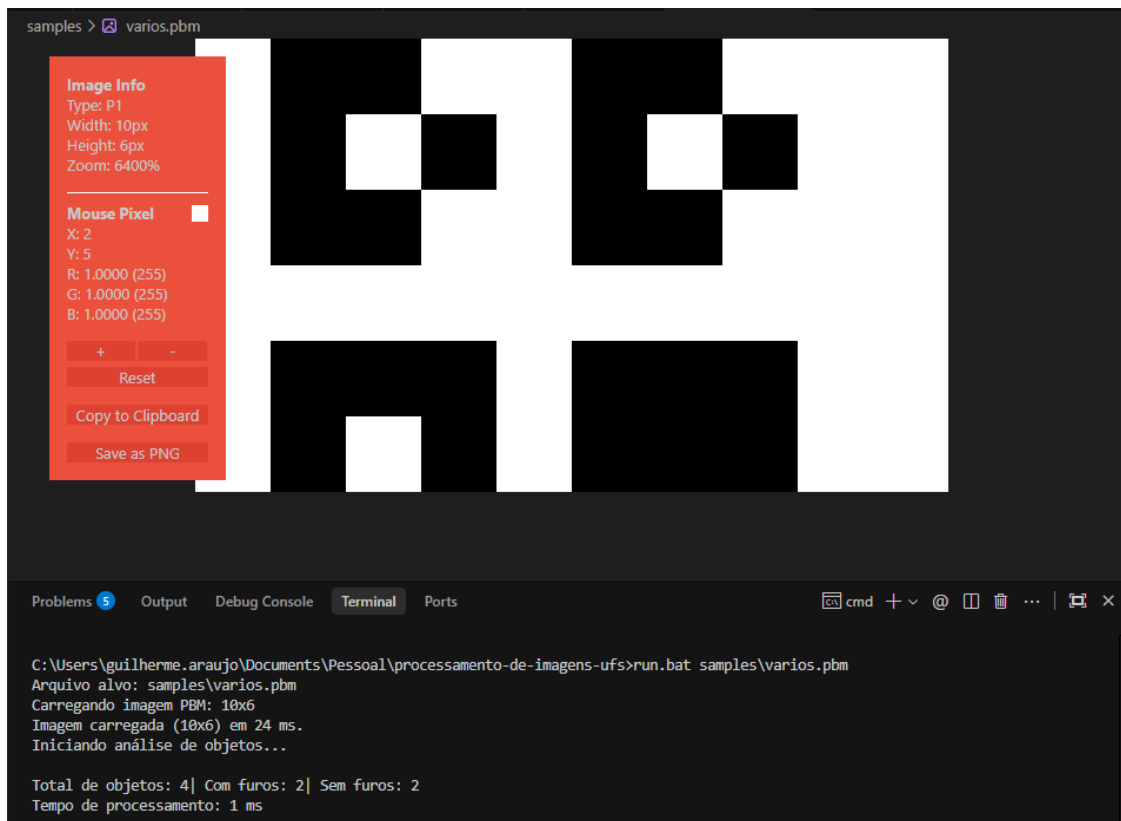 samples > varios.pbm
Image Info
Type: P1
Width: 10px
Height: 6px
Zoom: 6400%
Mouse Pixel
X: 2
Y: 5
R: 1.0000 (255)
G: 1.0000 (255)
B: 1.0000 (255)
+ -
Reset
Copy to Clipboard
Save as PNG
Problems 5 Output Debug Console Terminal Ports cmd
C:\Users\guilherme.araujo\Documents\Pessoal\processamento-de-imagens-ufs>run.bat samples\varios.pbm
Arquivo alvo: samples\varios.pbm
Carregando imagem PBM: 10x6
Imagem carregada (10x6) em 24 ms.
Iniciando análise de objetos...
Total de objetos: 4| Com furos: 2| Sem furos: 2
Tempo de processamento: 1 ms